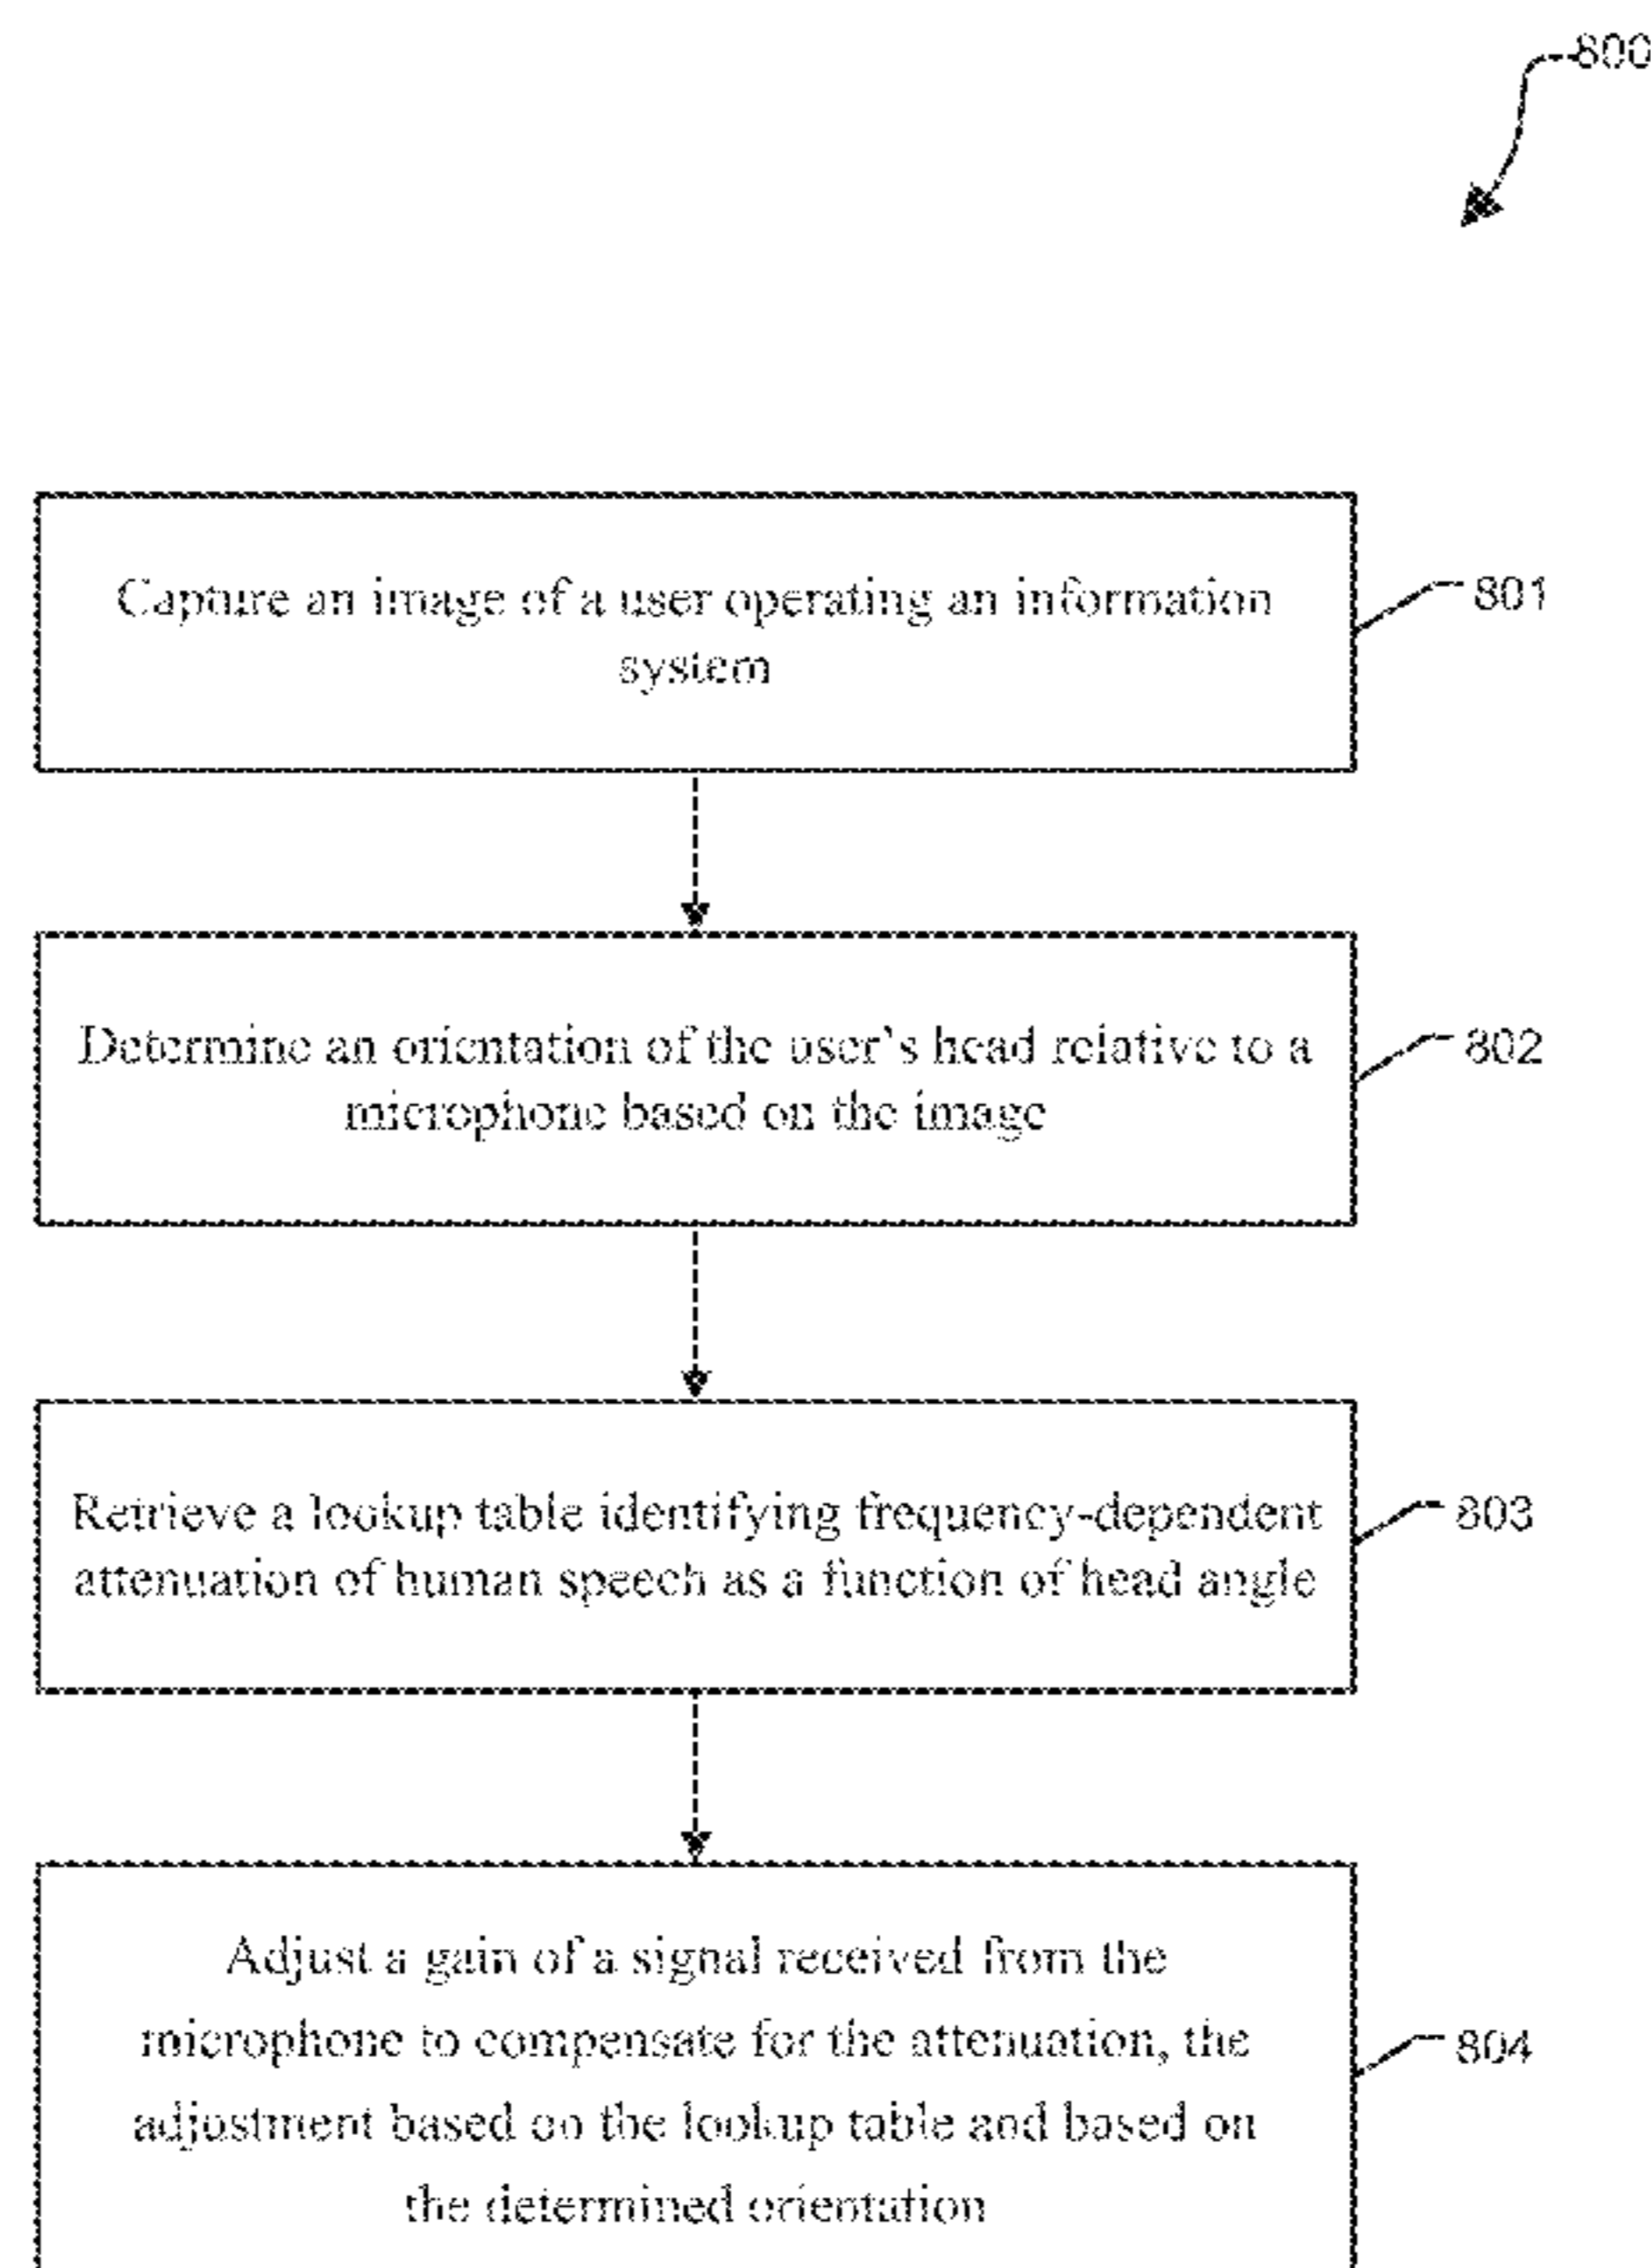 800
Capture an image of a user operating an information
system
801
Determine an orientation of the user's head relative to a
microphone based on the image
802
Retrieve a lookup table identifying frequency-dependent
attenuation of human speech as a function of head angle
803
Adjust a gain of a signal received from the
microphone to compensate for the attenuation, the
adjustment based on the lookup table and based on
the determined orientation
804